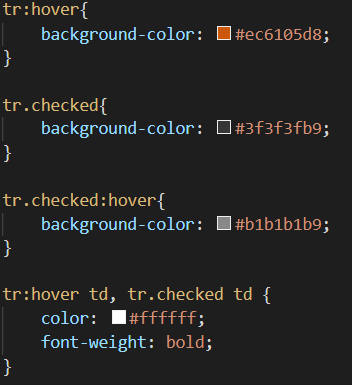 tr:hover{
    background-color: #ec6105d8;
}
tr.checked{
    background-color: #3f3f3fb9;
}
tr.checked:hover{
    background-color: #b1b1b1b9;
}
tr:hover td, tr.checked td {
    color: #ffffff;
    font-weight: bold;
}